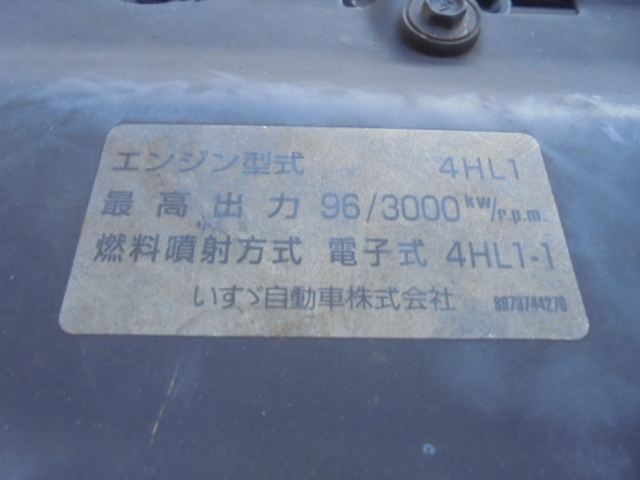 エンジン型式 4HL1
最高出力 96/3000 kw/r.p.m.
燃料噴射方式 電子式 4HL1-1
いすゞ自動車株式会社 8973744270